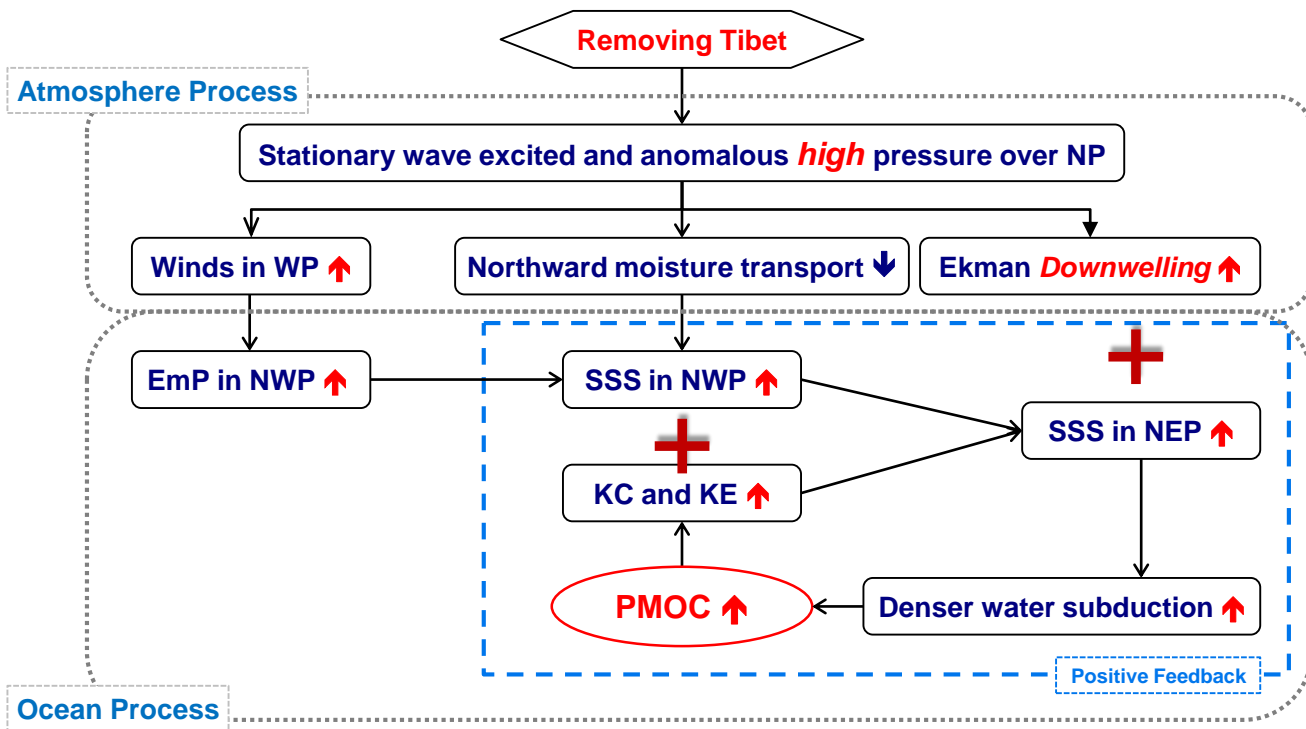 Removing Tibet
Atmosphere Process
Stationary wave excited and anomalous high pressure over NP
Winds in WP
Northward moisture transport
Ekman Downwelling
EmP in NWP
SSS in NWP
SSS in NEP
KC and KE
PMOC
Denser water subduction
Positive Feedback
Ocean Process